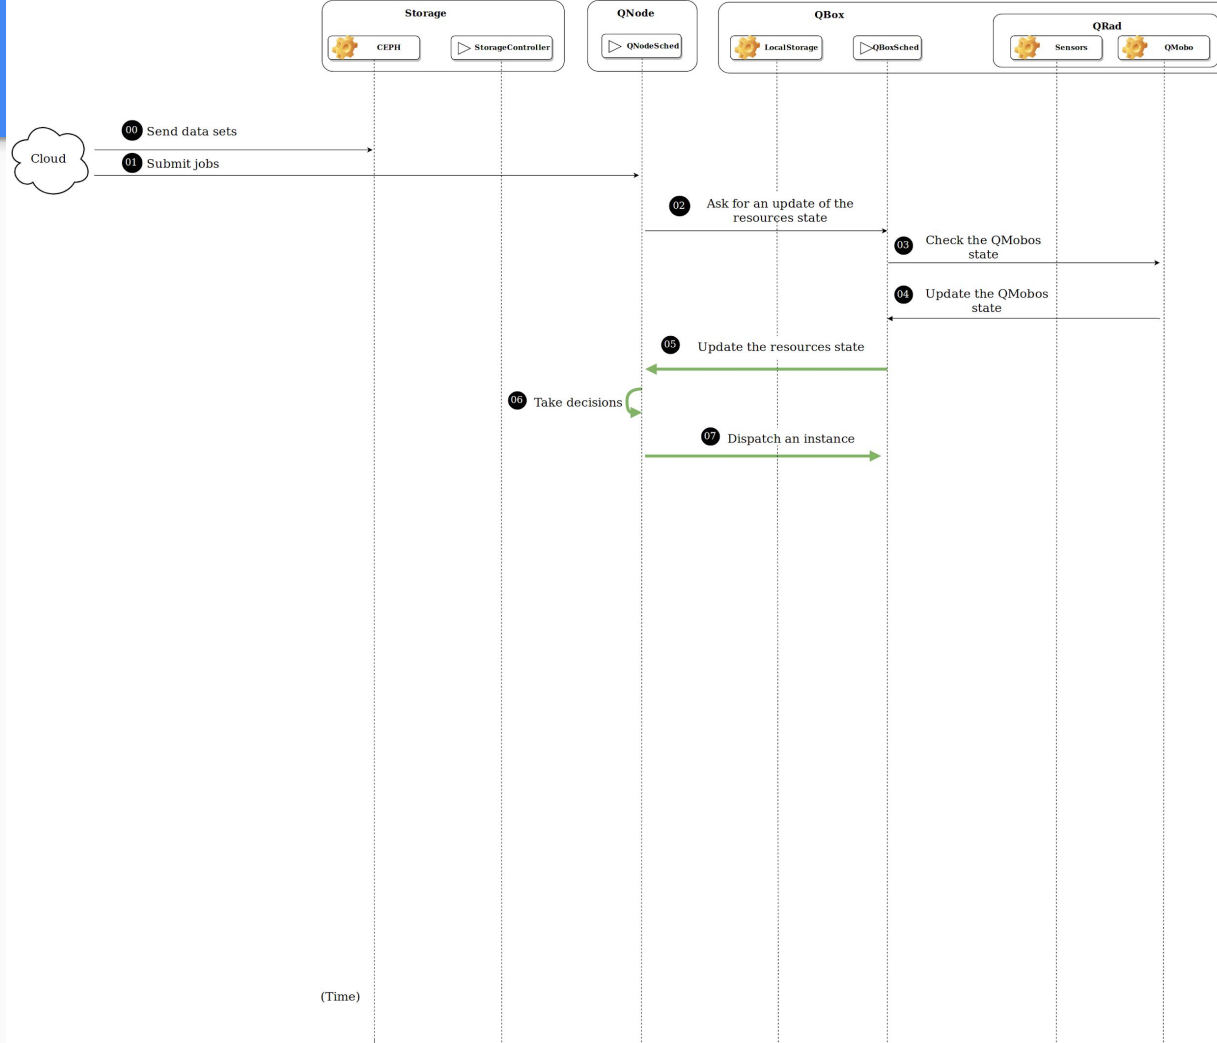 Storage
QNode
QBox
QRad
CEPH
StorageController
QNodeSched
LocalStorage
QBoxSched
Sensors
QMobo
Cloud
00 Send data sets
01 Submit jobs
02 Ask for an update of the
resources state
03 Check the QMobos
state
04 Update the QMobos
state
05 Update the resources state
06 Take decisions
07 Dispatch an instance
(Time)